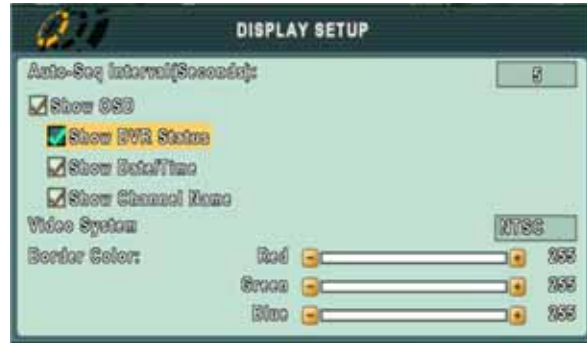 DISPLAY SETUP
Auto-Seq Interval(Seconds): 5
Show OSD
Show DVR Status
Show Date/Time
Show Channel Name
Video System NTSC
Border Color: Red 255
Green 255
Blue 255